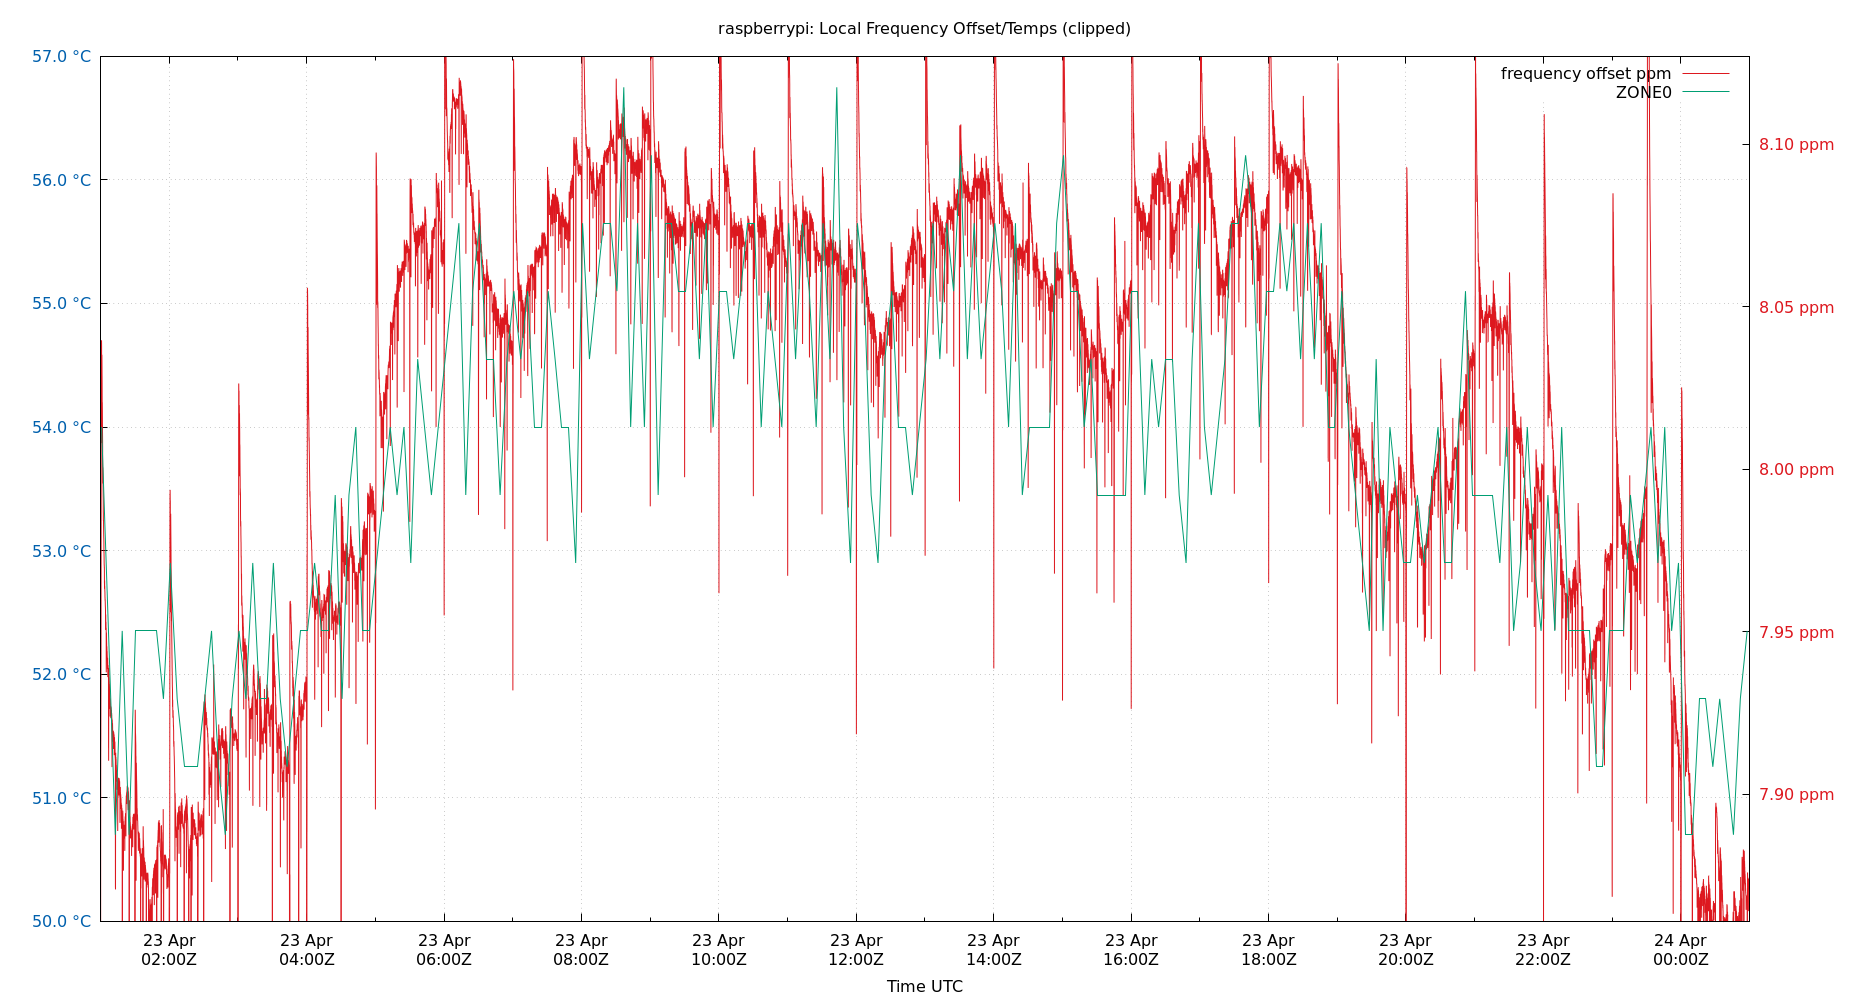 raspberrypi: Local Frequency Offset/Temps (clipped)
57.0 °C
56.0 °C
55.0 °C
54.0 °C
53.0 °C
52.0 °C
51.0 °C
50.0 °C
frequency offset ppm
ZONE0
8.10 ppm
8.05 ppm
8.00 ppm
7.95 ppm
7.90 ppm
23 Apr
02:00Z
23 Apr
04:00Z
23 Apr
06:00Z
23 Apr
08:00Z
23 Apr
10:00Z
23 Apr
12:00Z
23 Apr
14:00Z
23 Apr
16:00Z
23 Apr
18:00Z
23 Apr
20:00Z
23 Apr
22:00Z
24 Apr
00:00Z
Time UTC